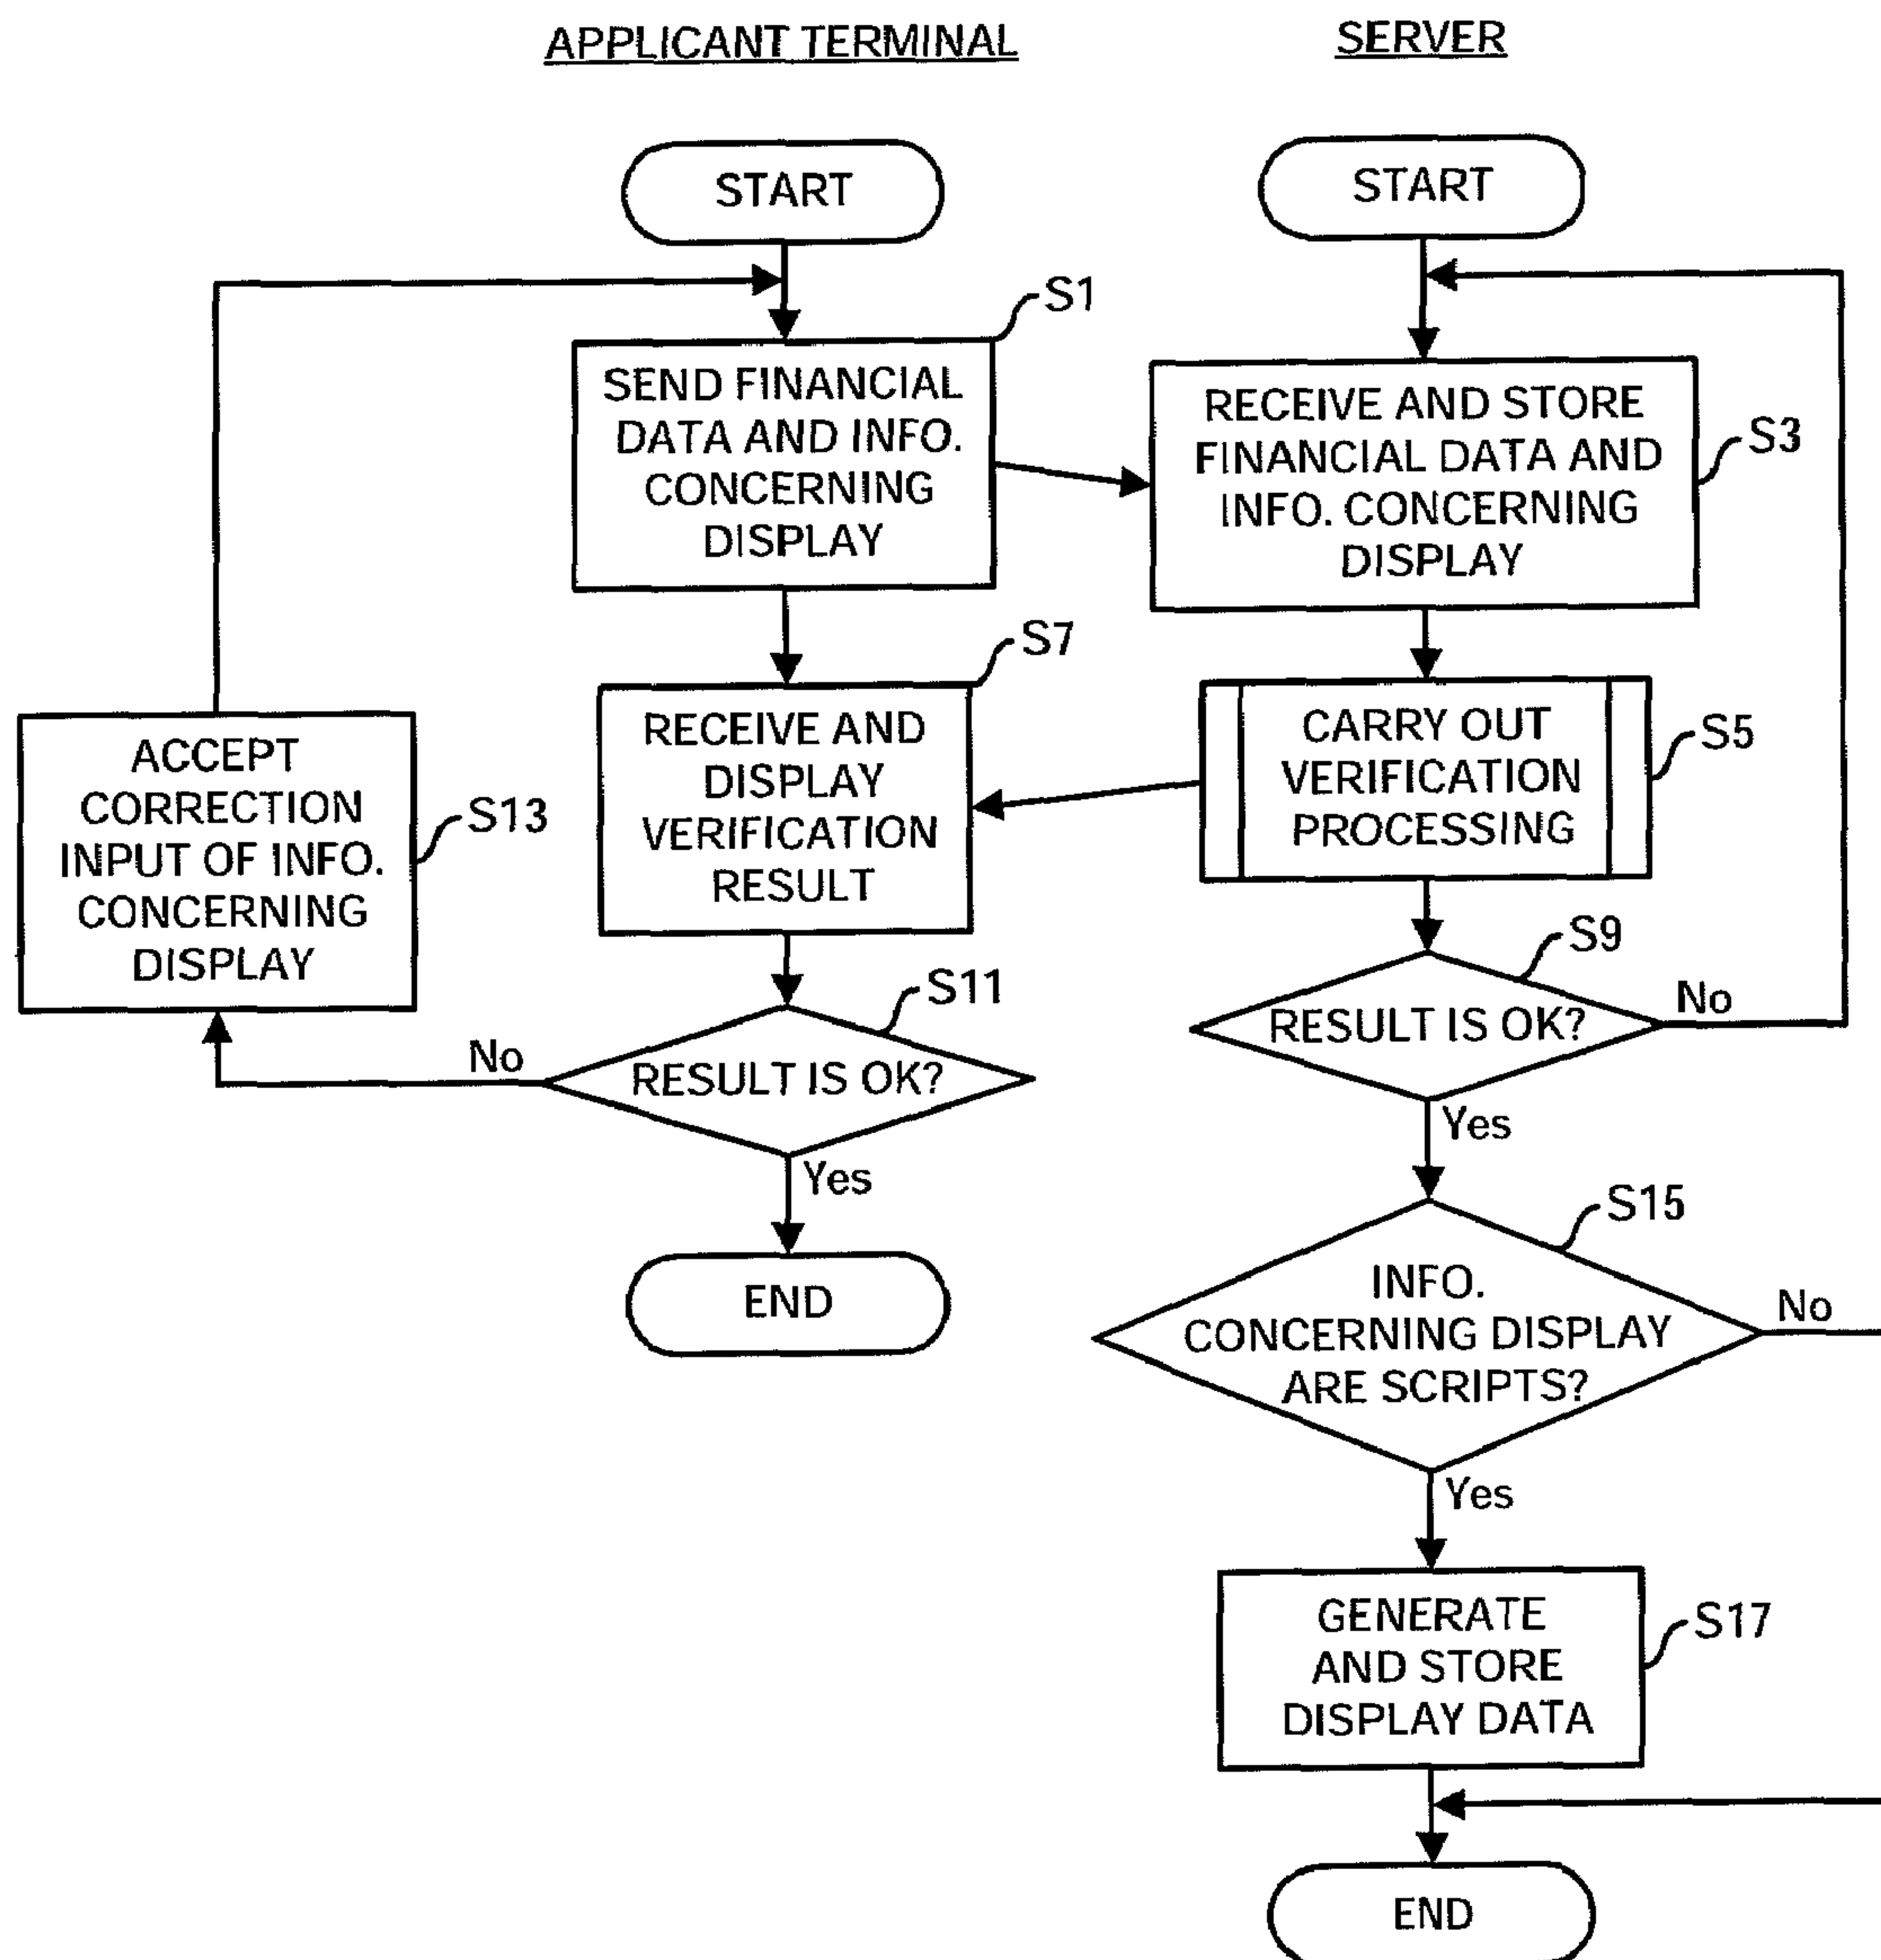 APPLICANT TERMINAL
SERVER
START
START
S1
SEND FINANCIAL
DATA AND INFO.
CONCERNING
DISPLAY
RECEIVE AND STORE
FINANCIAL DATA AND
INFO. CONCERNING
DISPLAY
S3
S7
RECEIVE AND
DISPLAY
VERIFICATION
RESULT
CARRY OUT
VERIFICATION
PROCESSING
S5
ACCEPT
CORRECTION
INPUT OF INFO.
CONCERNING
DISPLAY
S13
S9
RESULT IS OK?
No
Yes
S11
RESULT IS OK?
No
Yes
END
S15
INFO.
CONCERNING DISPLAY
ARE SCRIPTS?
No
Yes
GENERATE
AND STORE
DISPLAY DATA
S17
END